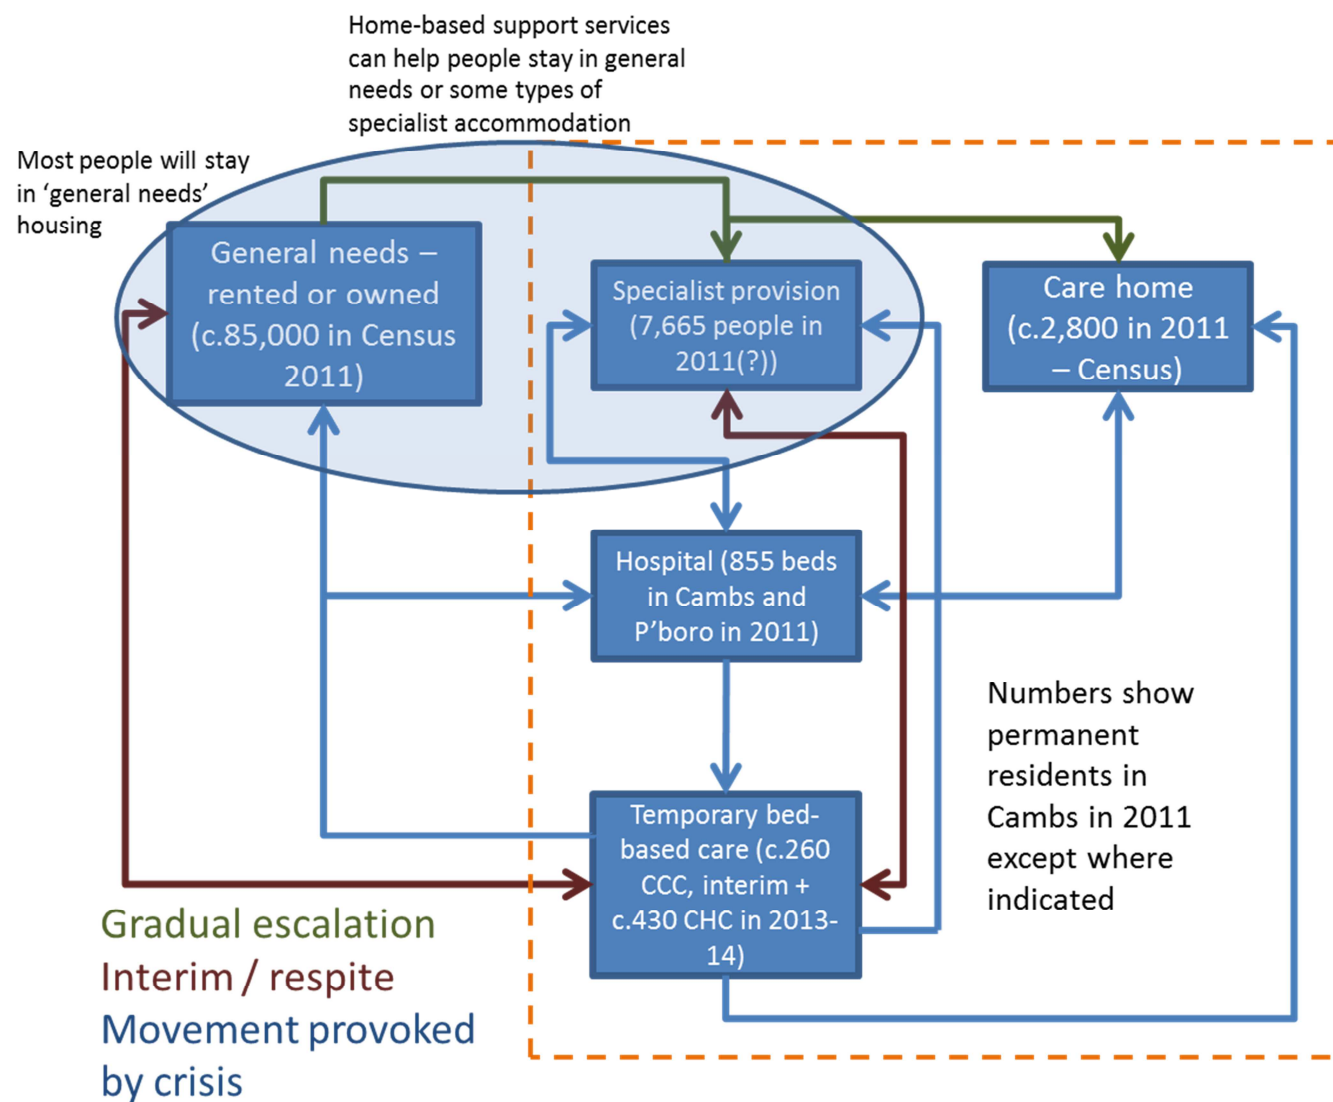 Home-based support services
can help people stay in general
needs or some types of
specialist accommodation
Most people will stay
in ‘general needs’
housing
General needs –
rented or owned
(c.85,000 in Census
2011)
Specialist provision
(7,665 people in
2011(?))
Care home
(c.2,800 in 2011
– Census)
Hospital (855 beds
in Cambs and
P’boro in 2011)
Numbers show
permanent
residents in
Cambs in 2011
except where
indicated
Temporary bed-
based care (c.260
CCC, interim +
c.430 CHC in 2013-
14)
Gradual escalation
Interim / respite
Movement provoked
by crisis